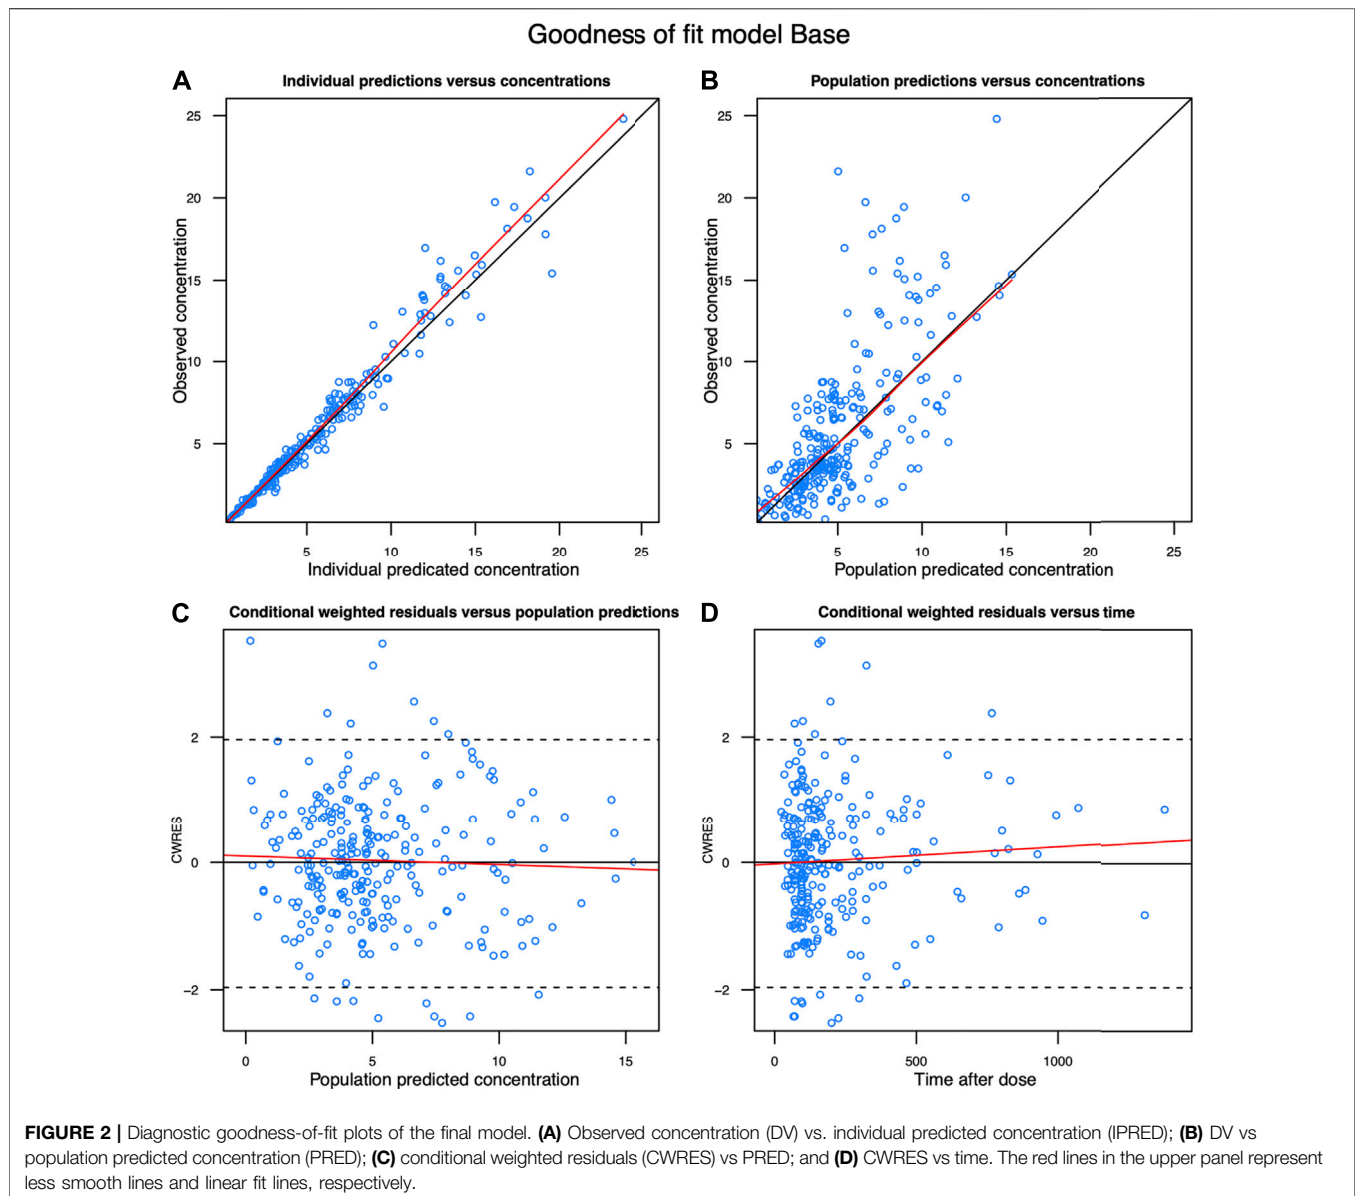 Goodness of fit model Base
A
Individual predictions versus concentrations
25
20
15
10
5
Observed concentration
5
10
15
20
25
Individual predicated concentration
B
Population predictions versus concentrations
25
20
15
10
5
Observed concentration
5
10
15
20
25
Population predicated concentration
C
Conditional weighted residuals versus population predictions
2
0
−2
CWRES
0
5
10
15
Population predicted concentration
D
Conditional weighted residuals versus time
2
0
−2
CWRES
0
500
1000
Time after dose
FIGURE 2 | Diagnostic goodness-of-fit plots of the final model. (A) Observed concentration (DV) vs. individual predicted concentration (IPRED); (B) DV vs
population predicted concentration (PRED); (C) conditional weighted residuals (CWRES) vs PRED; and (D) CWRES vs time. The red lines in the upper panel represent
less smooth lines and linear fit lines, respectively.